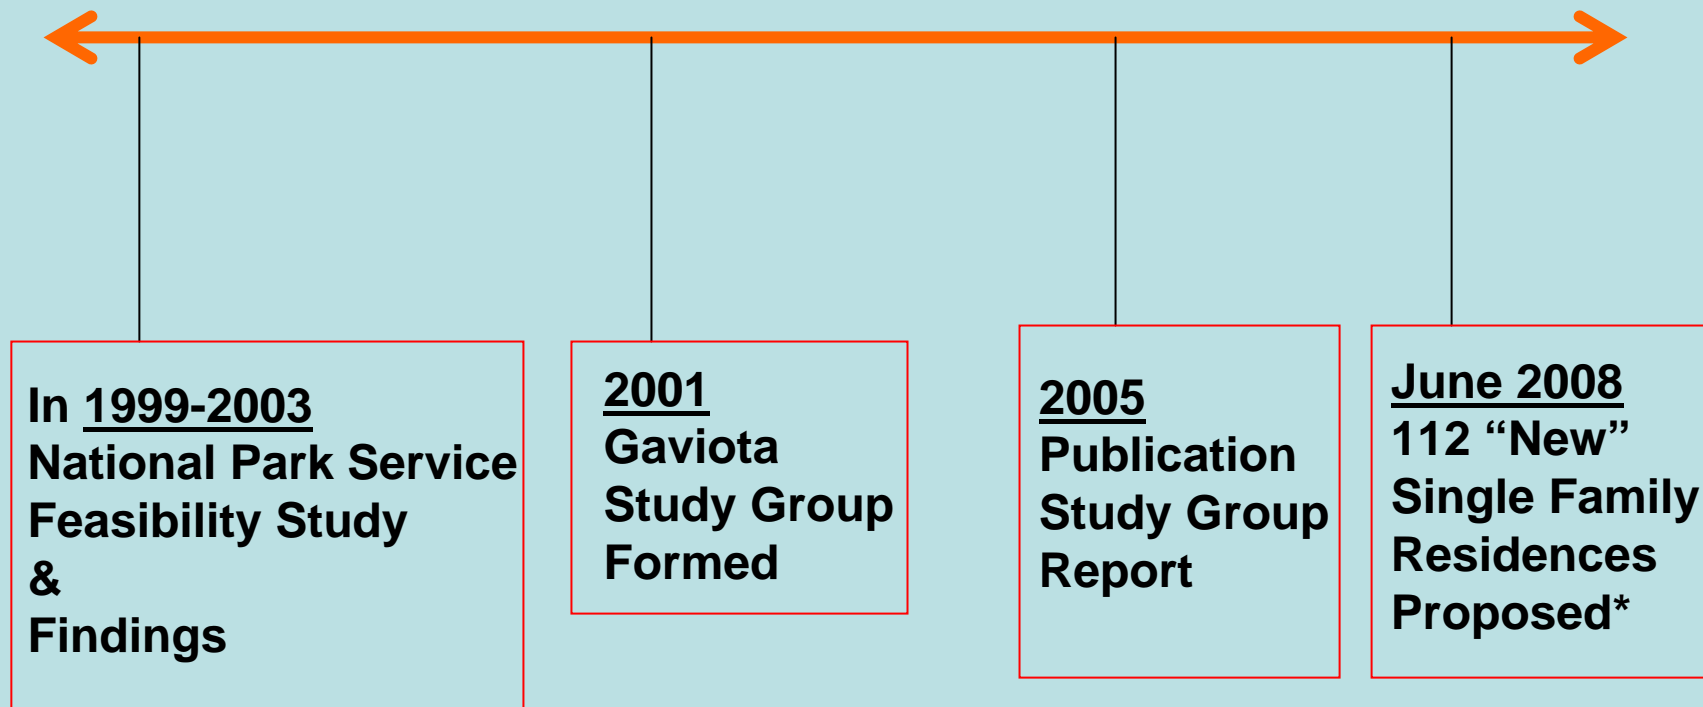 In 1999-2003
National Park Service
Feasibility Study
&
Findings
2001
Gaviota
Study Group
Formed
2005
Publication
Study Group
Report
June 2008
112 “New”
Single Family
Residences
Proposed*